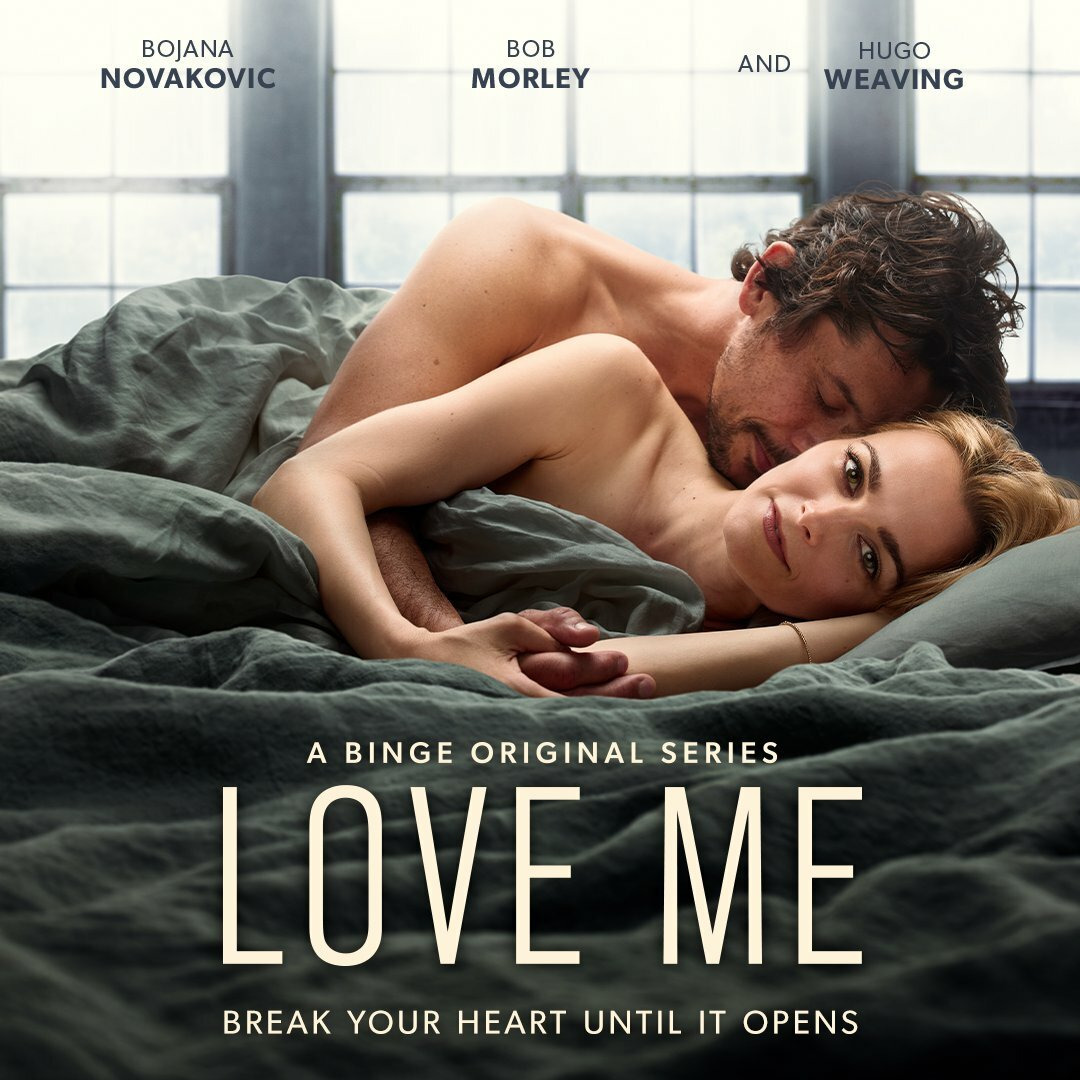 BOJANA
NOVAKOVIC
BOB
MORLEY
AND
HUGO
WEAVING
A BINGE ORIGINAL SERIES
LOVE ME
BREAK YOUR HEART UNTIL IT OPENS